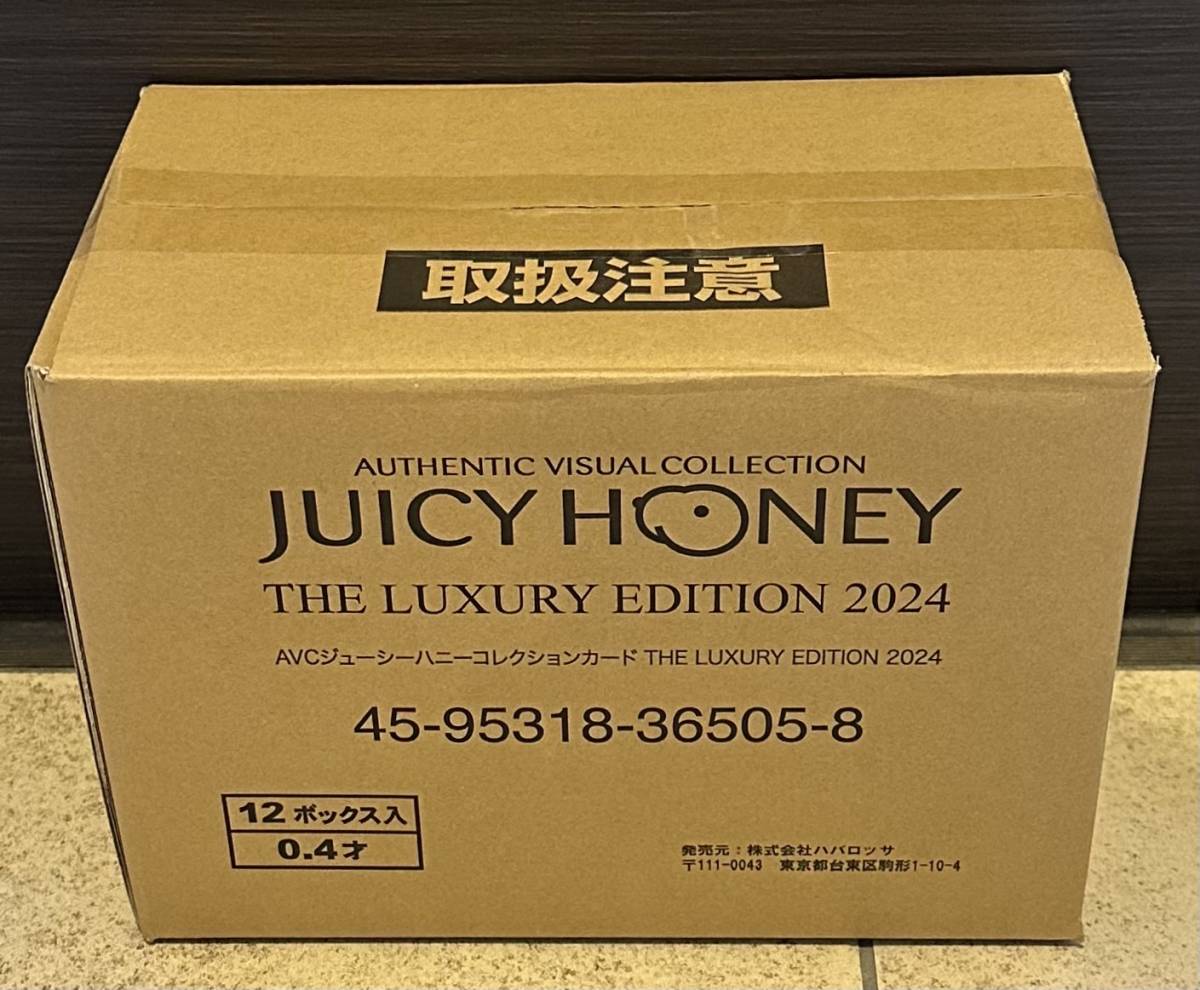 取扱注意
AUTHENTIC VISUAL COLLECTION
JUICY HONEY
THE LUXURY EDITION 2024
AVCジューシーハニーコレクションカード THE LUXURY EDITION 2024
45-95318-36505-8
12 ボックス入
0.4才
発売元：株式会社ハバロッサ
〒111-0043 東京都台東区駒形1-10-4